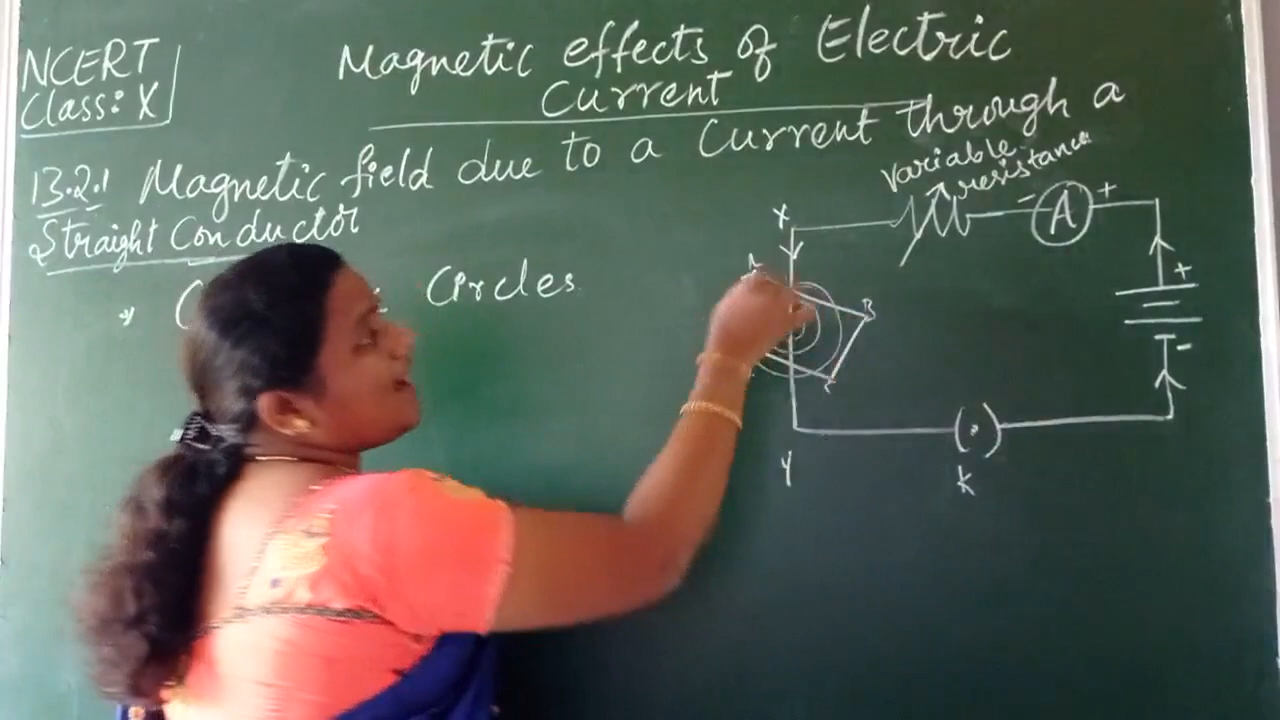 NCERT
Class: X
Magnetic effects of Electric
Current
13.2.1 Magnetic field due to a Current through a
Straight Conductor
Circles
Variable
resistance
X
- A +
A
B
+
-
C
Y
K